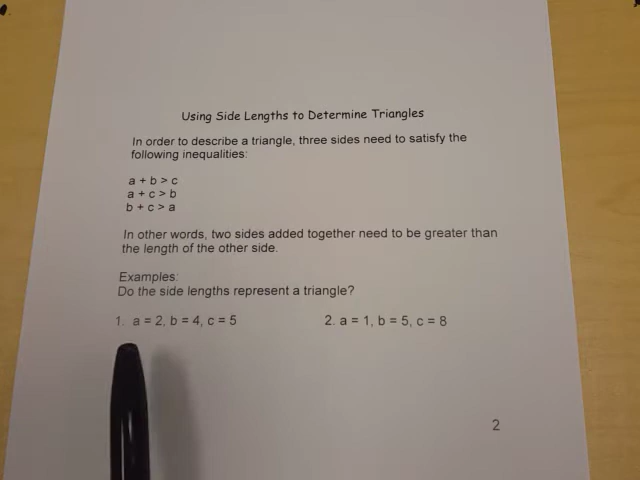 Using Side Lengths to Determine Triangles
In order to describe a triangle, three sides need to satisfy the
following inequalities:
a + b > c
a + c > b
b + c > a
In other words, two sides added together need to be greater than
the length of the other side.
Examples:
Do the side lengths represent a triangle?
1. a = 2, b = 4, c = 5 2. a = 1, b = 5, c = 8
2